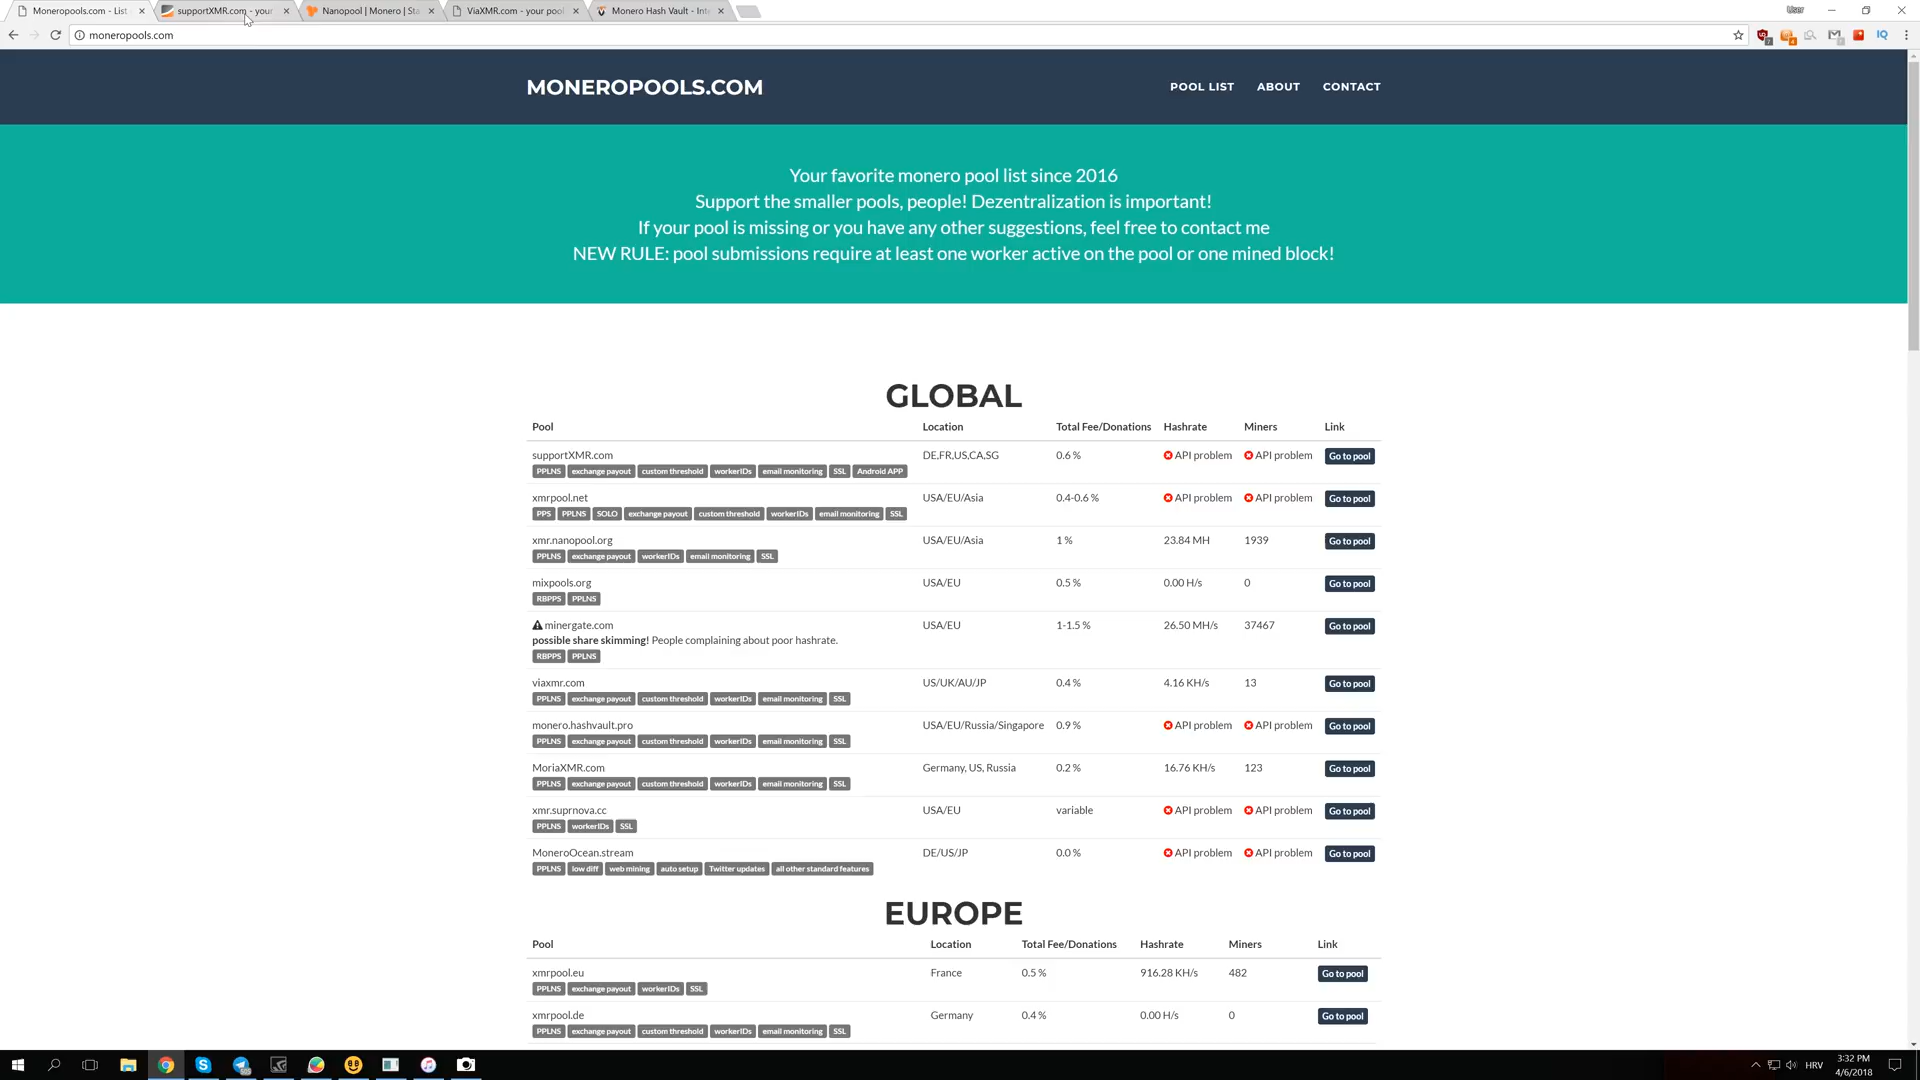 Moneropools.com - List
supportXMR.com - your
Nanopool | Monero | Sta
ViaXMR.com - your pool
Monero Hash Vault - Int
User
moneropools.com
IQ
MONEROPOOLS.COM
POOL LIST ABOUT CONTACT
Your favorite monero pool list since 2016
Support the smaller pools, people! Dezentralization is important!
If your pool is missing or you have any other suggestions, feel free to contact me
NEW RULE: pool submissions require at least one worker active on the pool or one mined block!
GLOBAL
Pool Location Total Fee/Donations Hashrate Miners Link
supportXMR.com DE,FR,US,CA,SG 0.6 % API problem API problem Go to pool
PPLNS exchange payout custom threshold workerIDs email monitoring SSL Android APP
xmrpool.net USA/EU/Asia 0.4-0.6 % API problem API problem Go to pool
PPS PPLNS SOLO exchange payout custom threshold workerIDs email monitoring SSL
xmr.nanopool.org USA/EU/Asia 1 % 23.84 MH 1939 Go to pool
PPLNS exchange payout workerIDs email monitoring SSL
mixpools.org USA/EU 0.5 % 0.00 H/s 0 Go to pool
RBPPS PPLNS
minergate.com USA/EU 1-1.5 % 26.50 MH/s 37467 Go to pool
possible share skimming! People complaining about poor hashrate.
RBPPS PPLNS
viaxmr.com US/UK/AU/JP 0.4 % 4.16 KH/s 13 Go to pool
PPLNS exchange payout custom threshold workerIDs email monitoring SSL
monero.hashvault.pro USA/EU/Russia/Singapore 0.9 % API problem API problem Go to pool
PPLNS exchange payout custom threshold workerIDs email monitoring SSL
MoriaXMR.com Germany, US, Russia 0.2 % 16.76 KH/s 123 Go to pool
PPLNS exchange payout custom threshold workerIDs email monitoring SSL
xmr.suprnova.cc USA/EU variable API problem API problem Go to pool
PPLNS workerIDs SSL
MoneroOcean.stream DE/US/JP 0.0 % API problem API problem Go to pool
PPLNS low diff web mining auto setup Twitter updates all other standard features
EUROPE
Pool Location Total Fee/Donations Hashrate Miners Link
xmrpool.eu France 0.5 % 916.28 KH/s 482 Go to pool
PPLNS exchange payout workerIDs SSL
xmrpool.de Germany 0.4 % 0.00 H/s 0 Go to pool
PPLNS exchange payout custom threshold workerIDs email monitoring SSL
HRV
3:32 PM
4/6/2018